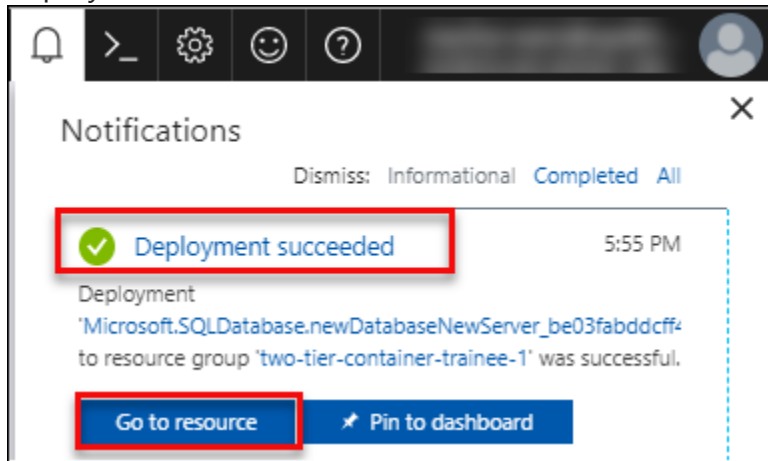 Notifications
Dismiss: Informational Completed All
Deployment succeeded 5:55 PM
Deployment
'Microsoft.SQLDatabase.newDatabaseNewServer_be03fabddcff4
to resource group 'two-tier-container-trainee-1' was successful.
Go to resource Pin to dashboard